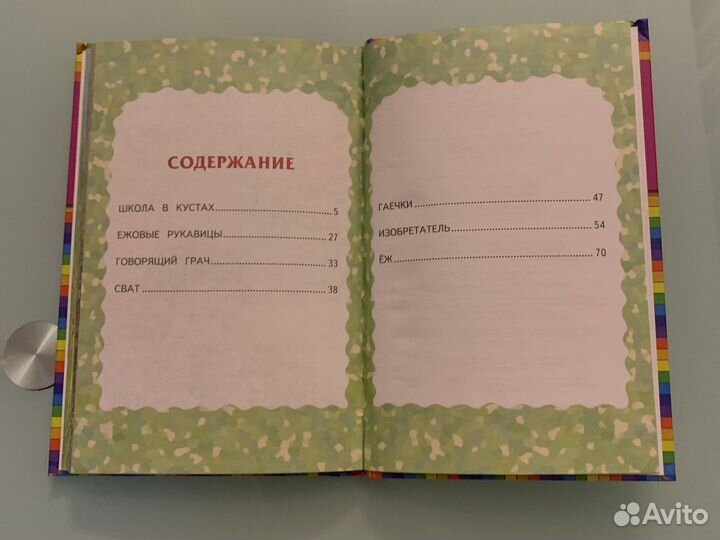 СОДЕРЖАНИЕ
ШКОЛА В КУСТАХ........................5
ЕЖОВЫЕ РУКАВИЦЫ......................27
ГОВОРЯЩИЙ ГРАЧ........................33
СВАТ........................................38
ГАЕЧКИ........................................47
ИЗОБРЕТАТЕЛЬ................................54
ЁЖ............................................70
Avito